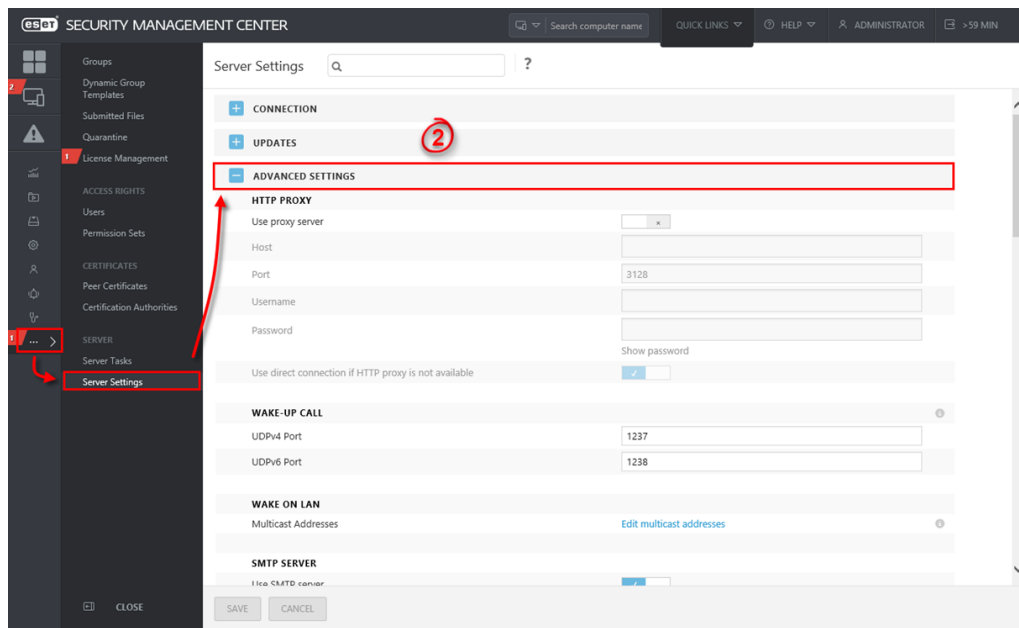 eseT SECURITY MANAGEMENT CENTER
Search computer name
QUICK LINKS
HELP
ADMINISTRATOR
>59 MIN
2
1
1
Groups
Dynamic Group
Templates
Submitted Files
Quarantine
License Management
ACCESS RIGHTS
Users
Permission Sets
CERTIFICATES
Peer Certificates
Certification Authorities
SERVER
Server Tasks
Server Settings
CLOSE
Server Settings
?
CONNECTION
UPDATES
2
ADVANCED SETTINGS
HTTP PROXY
Use proxy server
Host
Port 3128
Username
Password
Show password
Use direct connection if HTTP proxy is not available
WAKE-UP CALL
UDPv4 Port 1237
UDPv6 Port 1238
WAKE ON LAN
Multicast Addresses Edit multicast addresses
SMTP SERVER
Use SMTP server
SAVE CANCEL